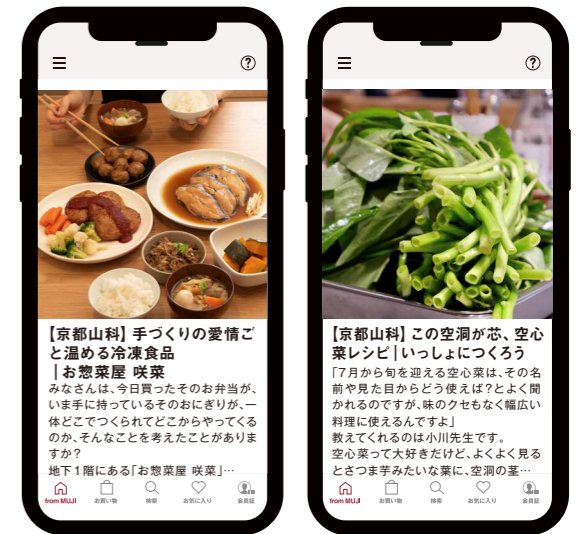 ?
【京都山科】手づくりの愛情ご
と温める冷凍食品
｜お惣菜屋 咲菜
みなさんは、今日買ったそのお弁当が、
いま手に持っているそのおにぎりが、一
体どこでつくられてどこからやってくる
のか、そんなことを考えたことがありま
すか？
地下1階にある「お惣菜屋 咲菜」…
from MUJI お買い物 検索 お気に入り 会員証
?
【京都山科】この空洞が芯、空心
菜レシピ｜いっしょにつくろう
「7月から旬を迎える空心菜は、その名
前や見た目からどう使えば？とよく聞
かれるのですが、味のクセもなく幅広い
料理に使えるんですよ」
教えてくれるのは小川先生です。
空心菜って大好きだけど、よくよく見る
とさつま芋みたいな葉に、空洞の茎…
from MUJI お買い物 検索 お気に入り 会員証